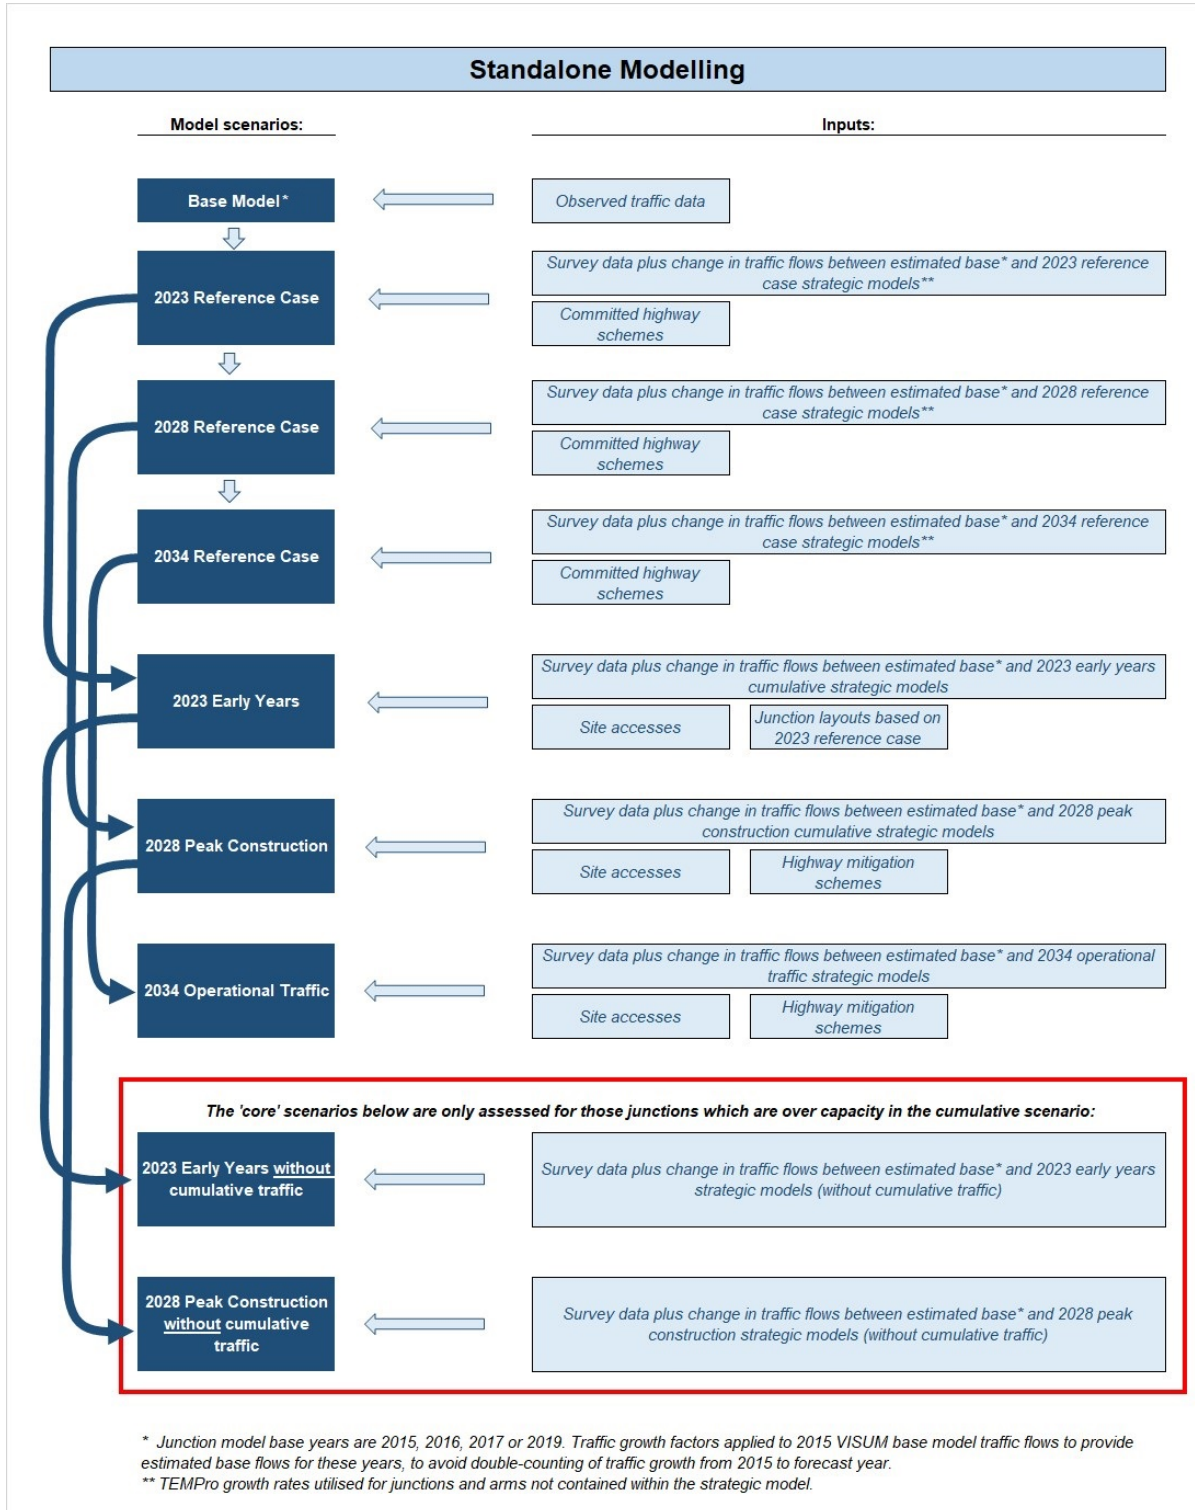 Standalone Modelling
Model scenarios:
Inputs:
Base Model*
Observed traffic data
2023 Reference Case
Survey data plus change in traffic flows between estimated base* and 2023 reference
case strategic models**
Committed highway
schemes
2028 Reference Case
Survey data plus change in traffic flows between estimated base* and 2028 reference
case strategic models**
Committed highway
schemes
2034 Reference Case
Survey data plus change in traffic flows between estimated base* and 2034 reference
case strategic models**
Committed highway
schemes
2023 Early Years
Survey data plus change in traffic flows between estimated base* and 2023 early years
cumulative strategic models
Site accesses
Junction layouts based on
2023 reference case
2028 Peak Construction
Survey data plus change in traffic flows between estimated base* and 2028 peak
construction cumulative strategic models
Site accesses
Highway mitigation
schemes
2034 Operational Traffic
Survey data plus change in traffic flows between estimated base* and 2034 operational
traffic strategic models
Site accesses
Highway mitigation
schemes
The 'core' scenarios below are only assessed for those junctions which are over capacity in the cumulative scenario:
2023 Early Years without
cumulative traffic
Survey data plus change in traffic flows between estimated base* and 2023 early years
strategic models (without cumulative traffic)
2028 Peak Construction
without cumulative
traffic
Survey data plus change in traffic flows between estimated base* and 2028 peak
construction strategic models (without cumulative traffic)
* Junction model base years are 2015, 2016, 2017 or 2019. Traffic growth factors applied to 2015 VISUM base model traffic flows to provide
estimated base flows for these years, to avoid double-counting of traffic growth from 2015 to forecast year.
** TEMPro growth rates utilised for junctions and arms not contained within the strategic model.